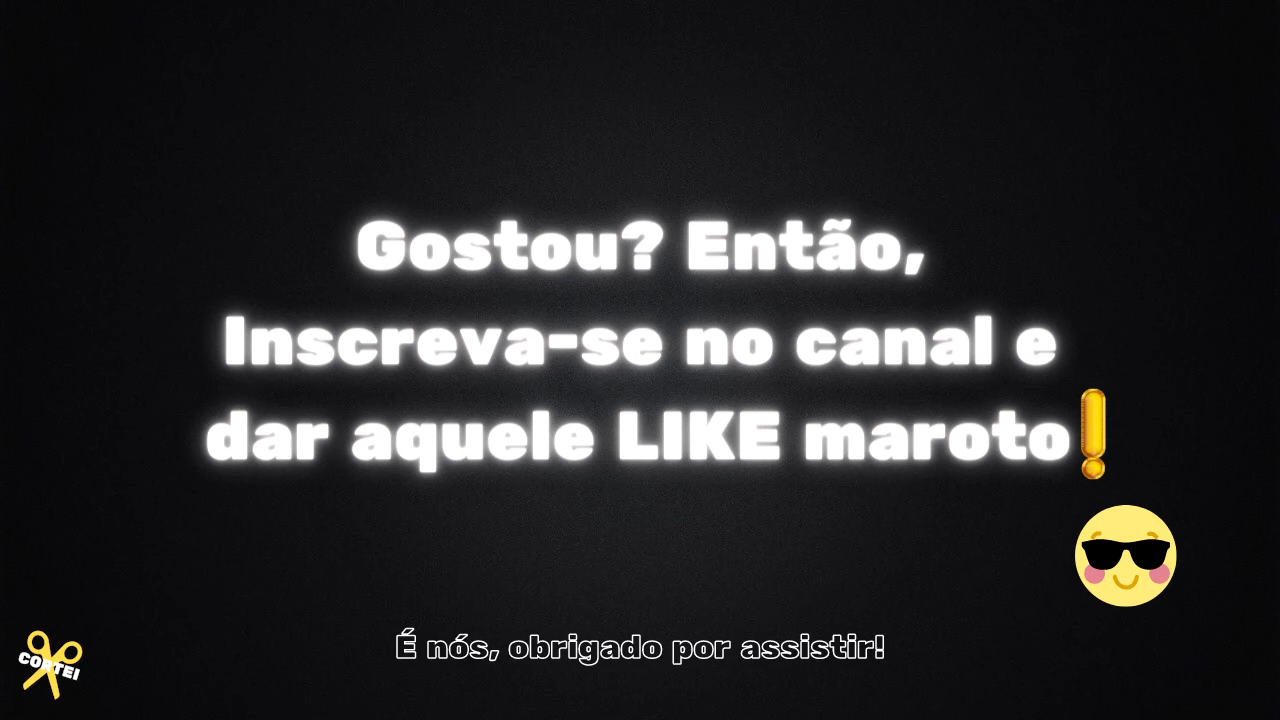 Gostou? Então,
Inscreva-se no canal e
dar aquele LIKE maroto!
É nós, obrigado por assistir!
CORTEI